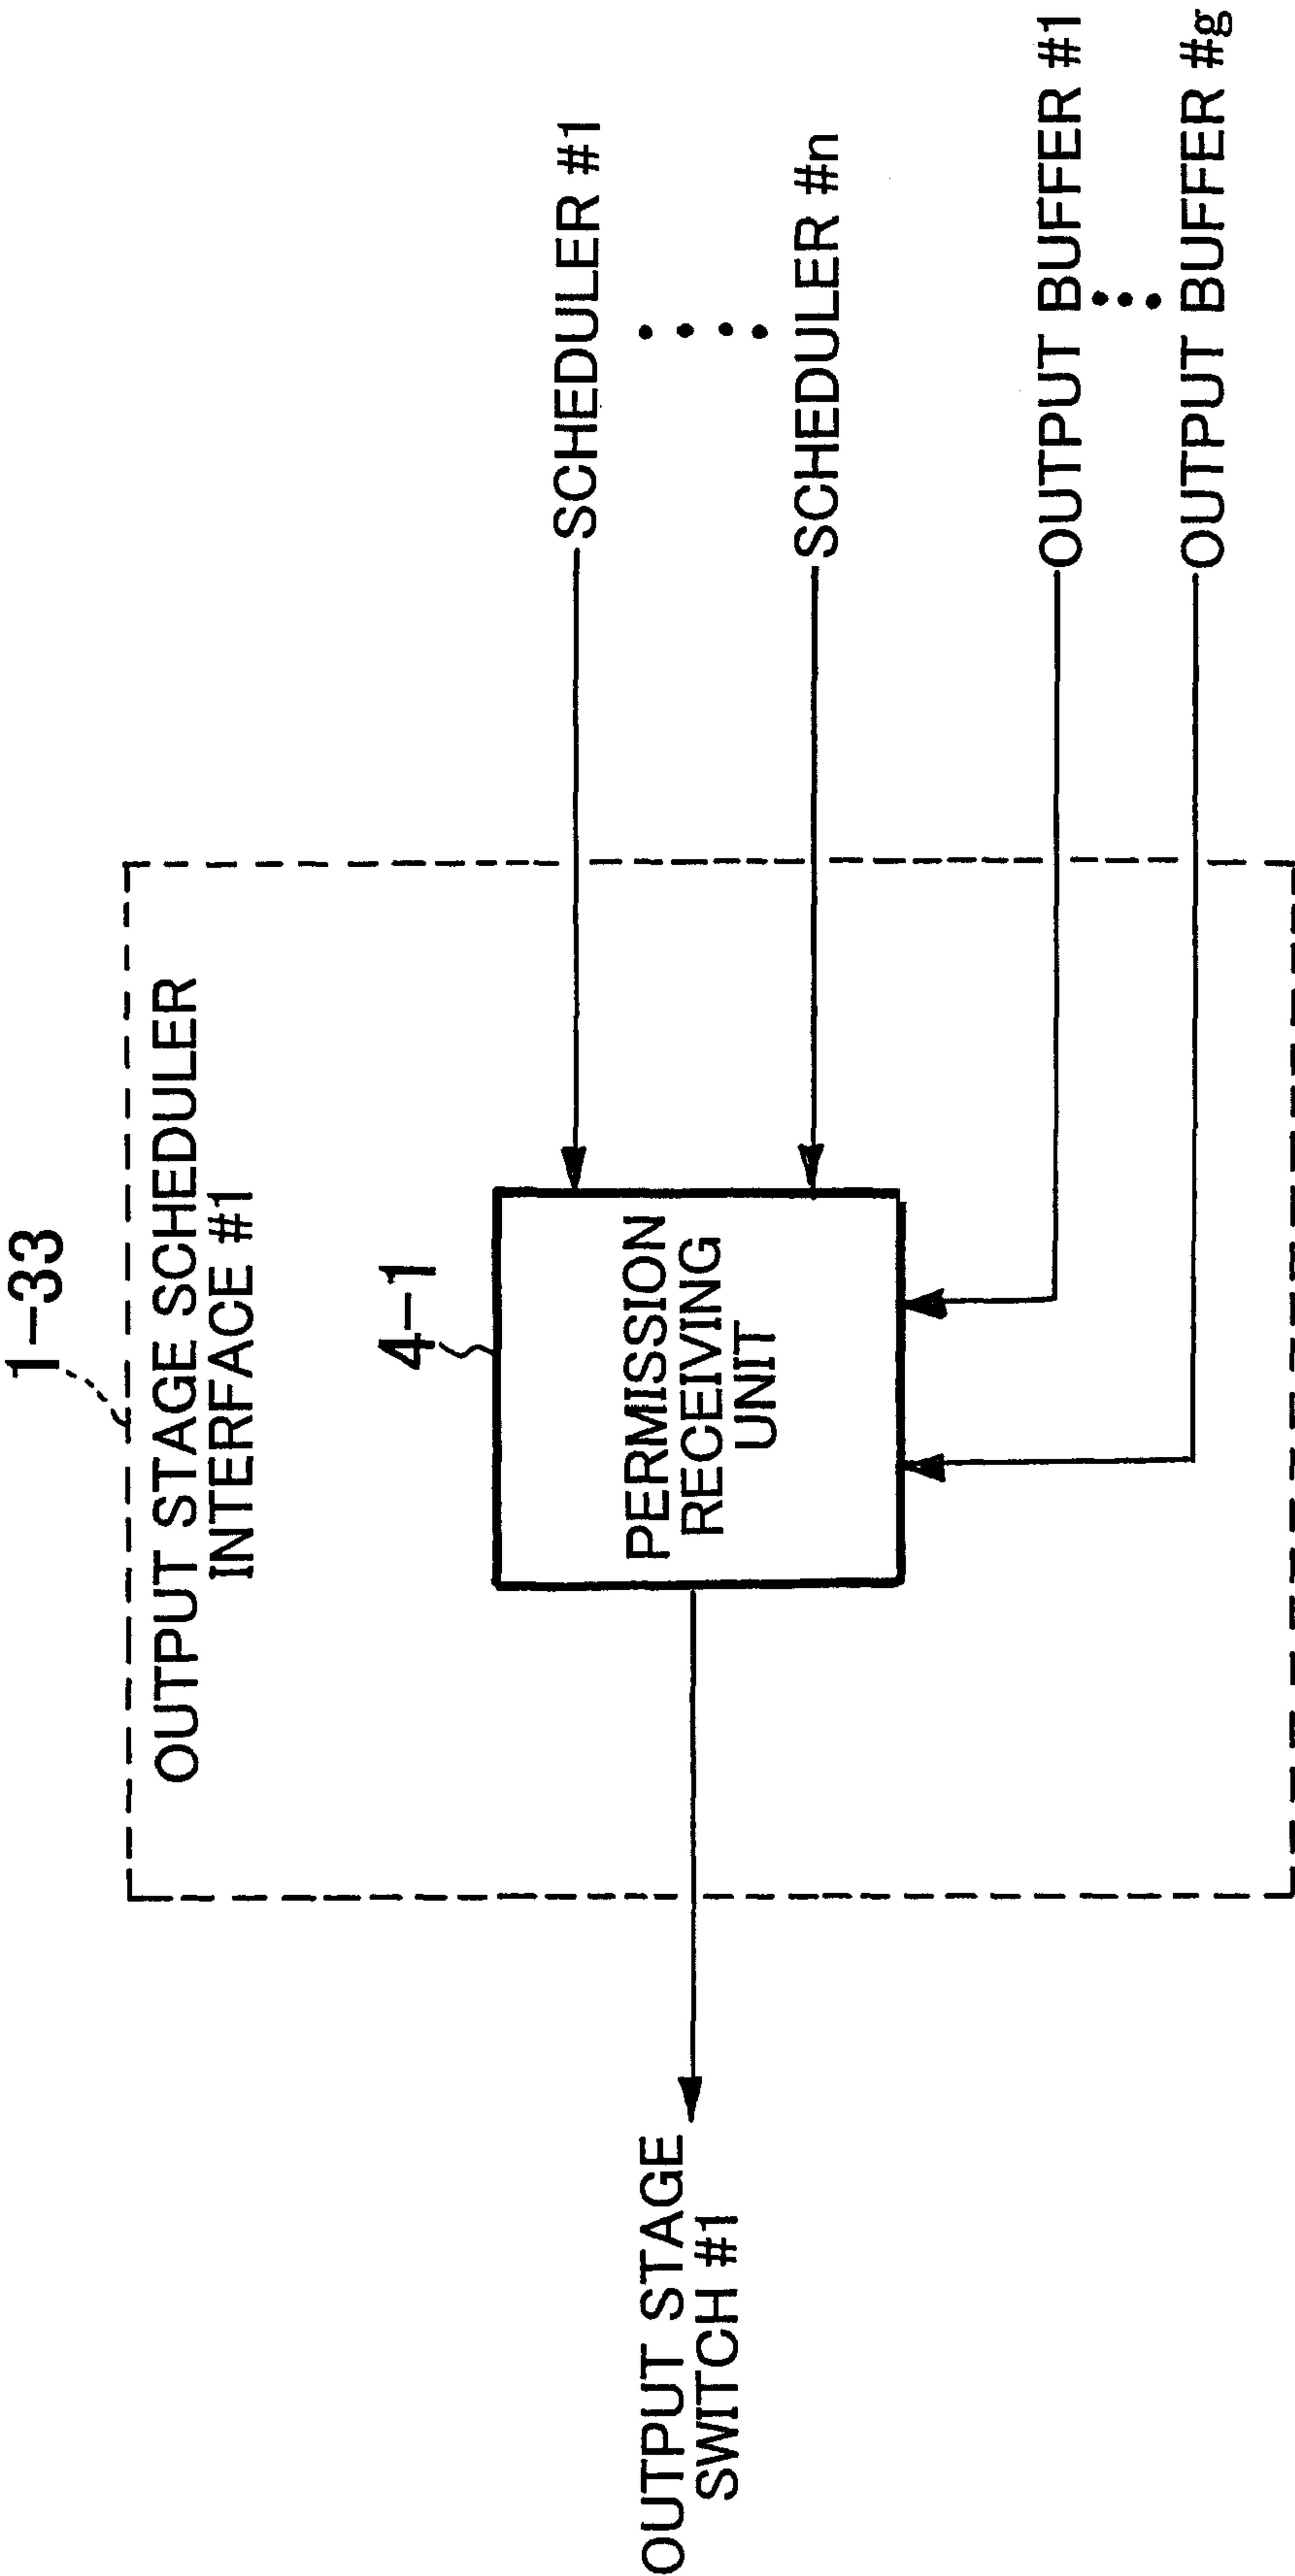 1-33
OUTPUT STAGE SCHEDULER
INTERFACE #1
4-1
PERMISSION
RECEIVING
UNIT
OUTPUT STAGE
SWITCH #1
SCHEDULER #1
SCHEDULER #n
OUTPUT BUFFER #1
OUTPUT BUFFER #g